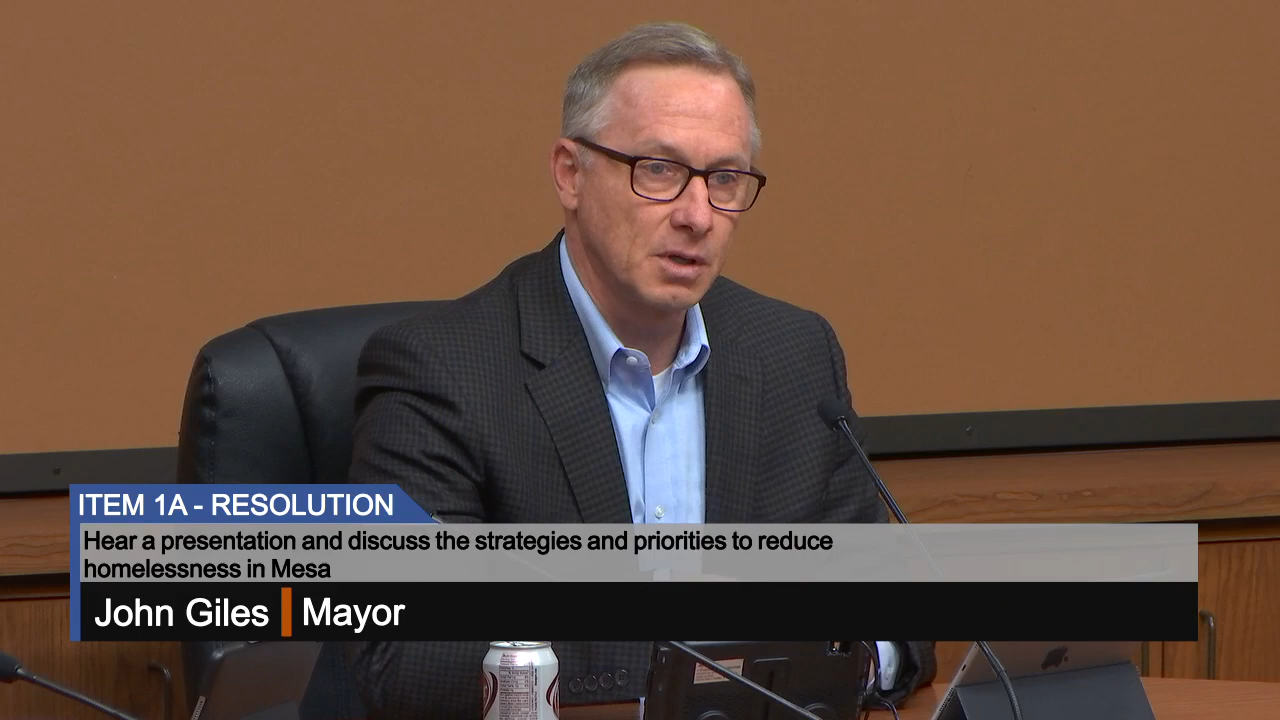 ITEM 1A - RESOLUTION
Hear a presentation and discuss the strategies and priorities to reduce
homelessness in Mesa
John Giles | Mayor